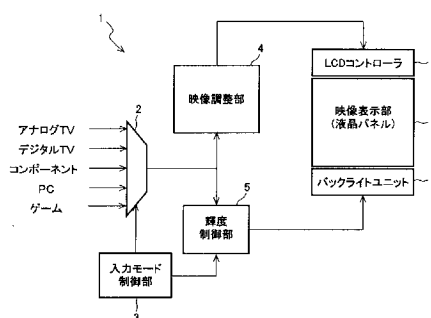 1
4
LCDコントローラ
映像調整部
映像表示部
(液晶パネル)
2
アナログTV
デジタルTV
コンポーネント
PC
ゲーム
バックライトユニット
5
輝度
制御部
入力モード
制御部
3